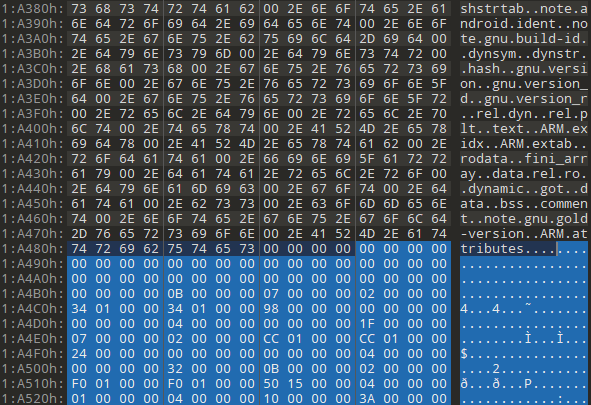 1:A380h: 73 68 73 74 72 74 61 62 00 2E 6E 6F 74 65 2E 61 shstrtab..note.a
1:A390h: 6E 64 72 6F 69 64 2E 69 64 65 6E 74 00 2E 6E 6F ndroid.ident..no
1:A3A0h: 74 65 2E 67 6E 75 2E 62 75 69 6C 64 2D 69 64 00 te.gnu.build-id.
1:A3B0h: 2E 64 79 6E 73 79 6D 00 2E 64 79 6E 73 74 72 00 .dynsym..dynstr.
1:A3C0h: 2E 68 61 73 68 00 2E 67 6E 75 2E 76 65 72 73 69 .hash..gnu.versi
1:A3D0h: 6F 6E 00 2E 67 6E 75 2E 76 65 72 73 69 6F 6E 5F on..gnu.version_
1:A3E0h: 64 00 2E 67 6E 75 2E 76 65 72 73 69 6F 6E 5F 72 d..gnu.version_r
1:A3F0h: 00 2E 72 65 6C 2E 64 79 6E 00 2E 72 65 6C 2E 70 ..rel.dyn..rel.p
1:A400h: 6C 74 00 2E 74 65 78 74 00 2E 41 52 4D 2E 65 78 lt..text..ARM.ex
1:A410h: 69 64 78 00 2E 41 52 4D 2E 65 78 74 61 62 00 2E idx..ARM.extab..
1:A420h: 72 6F 64 61 74 61 00 2E 66 69 6E 69 5F 61 72 72 rodata..fini_arr
1:A430h: 61 79 00 2E 64 61 74 61 2E 72 65 6C 2E 72 6F 00 ay..data.rel.ro.
1:A440h: 2E 64 79 6E 61 6D 69 63 00 2E 67 6F 74 00 2E 64 .dynamic..got..d
1:A450h: 61 74 61 00 2E 62 73 73 00 2E 63 6F 6D 6D 65 6E ata..bss..commen
1:A460h: 74 00 2E 6E 6F 74 65 2E 67 6E 75 2E 67 6F 6C 64 t..note.gnu.gold
1:A470h: 2D 76 65 72 73 69 6F 6E 00 2E 41 52 4D 2E 61 74 -version..ARM.at
1:A480h: 74 72 69 62 75 74 65 73 00 00 00 00 00 00 00 00 tributes........
1:A490h: 00 00 00 00 00 00 00 00 00 00 00 00 00 00 00 00 ................
1:A4A0h: 00 00 00 00 00 00 00 00 00 00 00 00 00 00 00 00 ................
1:A4B0h: 00 00 00 00 0B 00 00 00 07 00 00 00 02 00 00 00 ................
1:A4C0h: 34 01 00 00 34 01 00 00 98 00 00 00 00 00 00 00 4...4...˜.......
1:A4D0h: 00 00 00 00 04 00 00 00 00 00 00 00 1F 00 00 00 ................
1:A4E0h: 07 00 00 00 02 00 00 00 CC 01 00 00 CC 01 00 00 ........Ì...Ì...
1:A4F0h: 24 00 00 00 00 00 00 00 00 00 00 00 04 00 00 00 $...............
1:A500h: 00 00 00 00 32 00 00 00 0B 00 00 00 02 00 00 00 ....2...........
1:A510h: F0 01 00 00 F0 01 00 00 50 15 00 00 04 00 00 00 ð...ð...P.......
1:A520h: 01 00 00 00 04 00 00 00 10 00 00 00 3A 00 00 00 ............:...